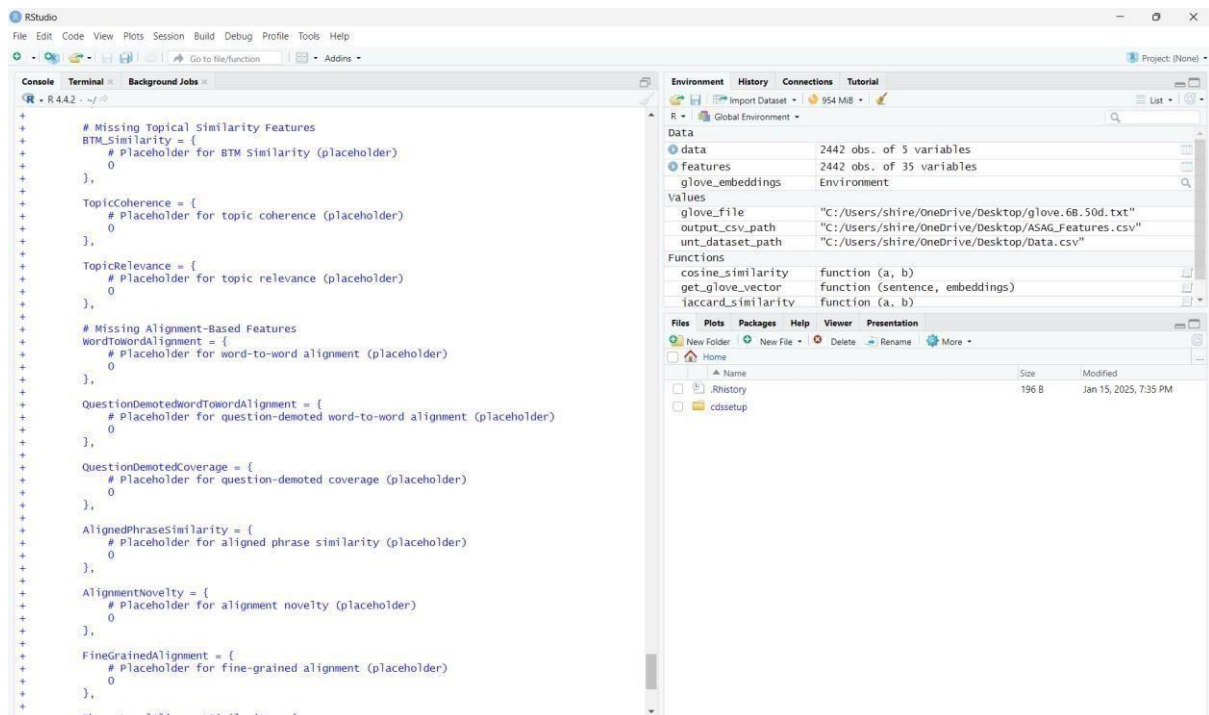 RStudio
File Edit Code View Plots Session Build Debug Profile Tools Help
Go to file/function Addins Project: (None)
Console Terminal Background Jobs
R 4.4.2 · ~/
+
+ # Missing Topical Similarity Features
+ BTM_Similarity = {
+ # Placeholder for BTM Similarity (placeholder)
+ 0
+ },
+
+ TopicCoherence = {
+ # Placeholder for topic coherence (placeholder)
+ 0
+ },
+
+ TopicRelevance = {
+ # Placeholder for topic relevance (placeholder)
+ 0
+ },
+
+ # Missing Alignment-Based Features
+ WordToWordAlignment = {
+ # Placeholder for word-to-word alignment (placeholder)
+ 0
+ },
+
+ QuestionDemotedWordToWordAlignment = {
+ # Placeholder for question-demoted word-to-word alignment (placeholder)
+ 0
+ },
+
+ QuestionDemotedCoverage = {
+ # Placeholder for question-demoted coverage (placeholder)
+ 0
+ },
+
+ AlignedPhraseSimilarity = {
+ # Placeholder for aligned phrase similarity (placeholder)
+ 0
+ },
+
+ AlignmentNovelty = {
+ # Placeholder for alignment novelty (placeholder)
+ 0
+ },
+
+ FineGrainedAlignment = {
+ # Placeholder for fine-grained alignment (placeholder)
+ 0
+ },
+
Environment History Connections Tutorial
Import Dataset 954 MiB List
R Global Environment
Data
data 2442 obs. of 5 variables
features 2442 obs. of 35 variables
glove_embeddings Environment
Values
glove_file "C:/Users/shire/OneDrive/Desktop/glove.6B.50d.txt"
output_csv_path "C:/Users/shire/OneDrive/Desktop/ASAG_Features.csv"
unt_dataset_path "C:/Users/shire/OneDrive/Desktop/Data.csv"
Functions
cosine_similarity function (a, b)
get_glove_vector function (sentence, embeddings)
jaccard_similarity function (a, b)
Files Plots Packages Help Viewer Presentation
New Folder New File Delete Rename More
Home
Name Size Modified
.Rhistory 196 B Jan 15, 2025, 7:35 PM
cdssetup